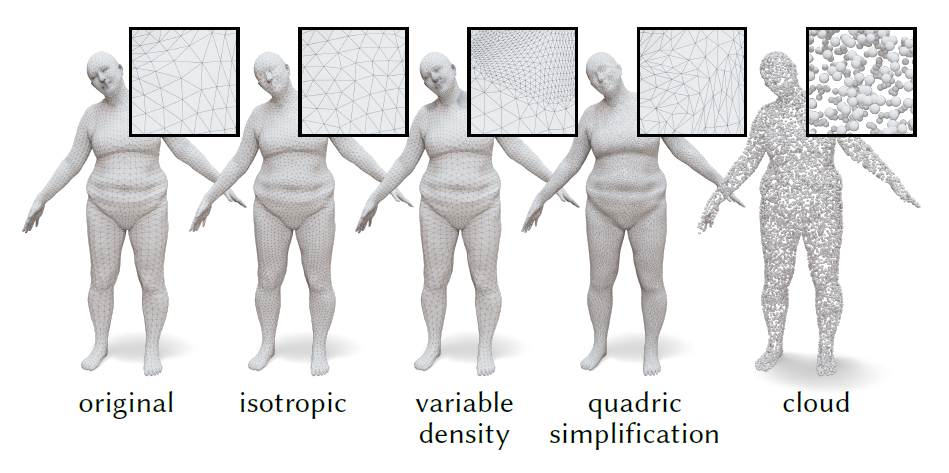 original
isotropic
variable
density
quadric
simplification
cloud